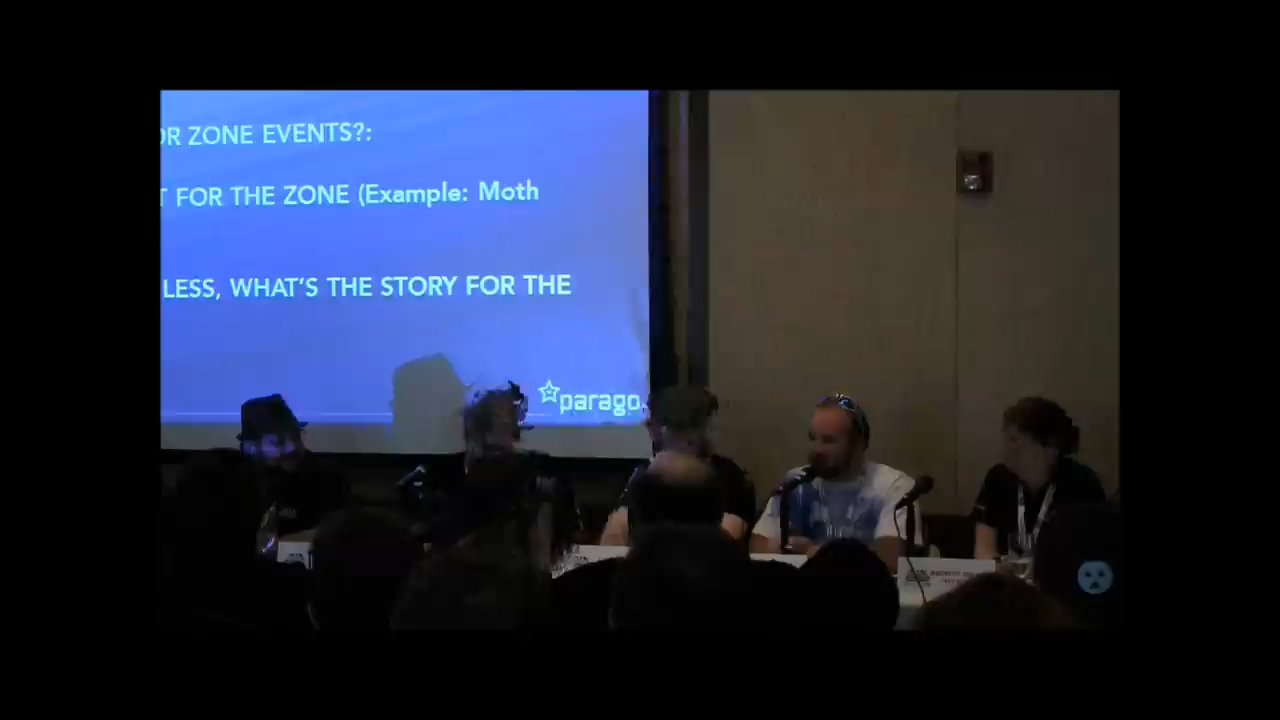 OR ZONE EVENTS?:
T FOR THE ZONE (Example: Moth
LESS, WHAT'S THE STORY FOR THE
parago